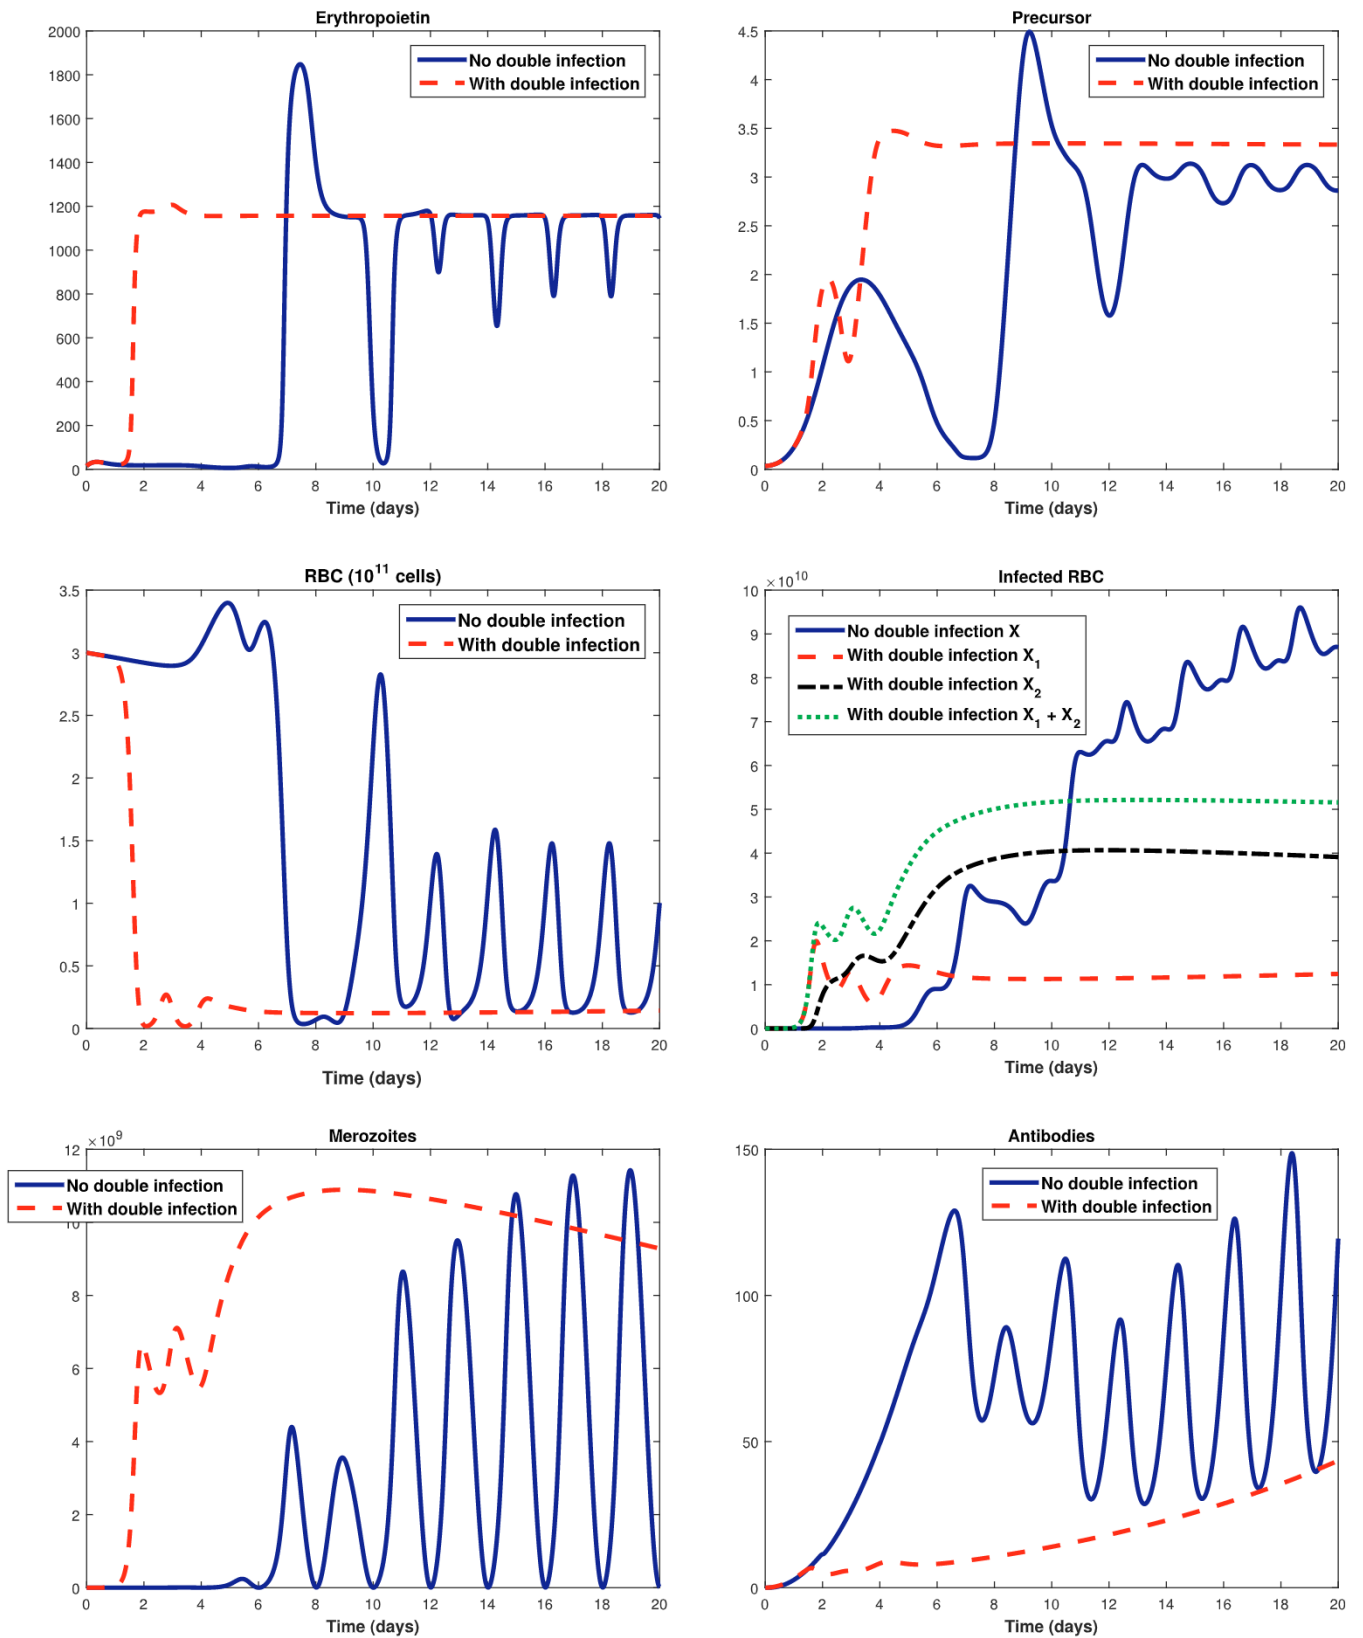 Erythropoietin
2000
1800
1600
1400
1200
1000
800
600
400
200
0
0 2 4 6 8 10 12 14 16 18 20
Time (days)
No double infection
With double infection
Precursor
4.5
4
3.5
3
2.5
2
1.5
1
0.5
0
0 2 4 6 8 10 12 14 16 18 20
Time (days)
No double infection
With double infection
RBC (10^11 cells)
3.5
3
2.5
2
1.5
1
0.5
0
0 2 4 6 8 10 12 14 16 18 20
Time (days)
No double infection
With double infection
Infected RBC
× 10^10
10
9
8
7
6
5
4
3
2
1
0
0 2 4 6 8 10 12 14 16 18 20
Time (days)
No double infection X
With double infection X_1
With double infection X_2
With double infection X_1 + X_2
Merozoites
×10^9
12
10
8
6
4
2
0
0 2 4 6 8 10 12 14 16 18 20
Time (days)
No double infection
With double infection
Antibodies
150
100
50
0
0 2 4 6 8 10 12 14 16 18 20
Time (days)
No double infection
With double infection